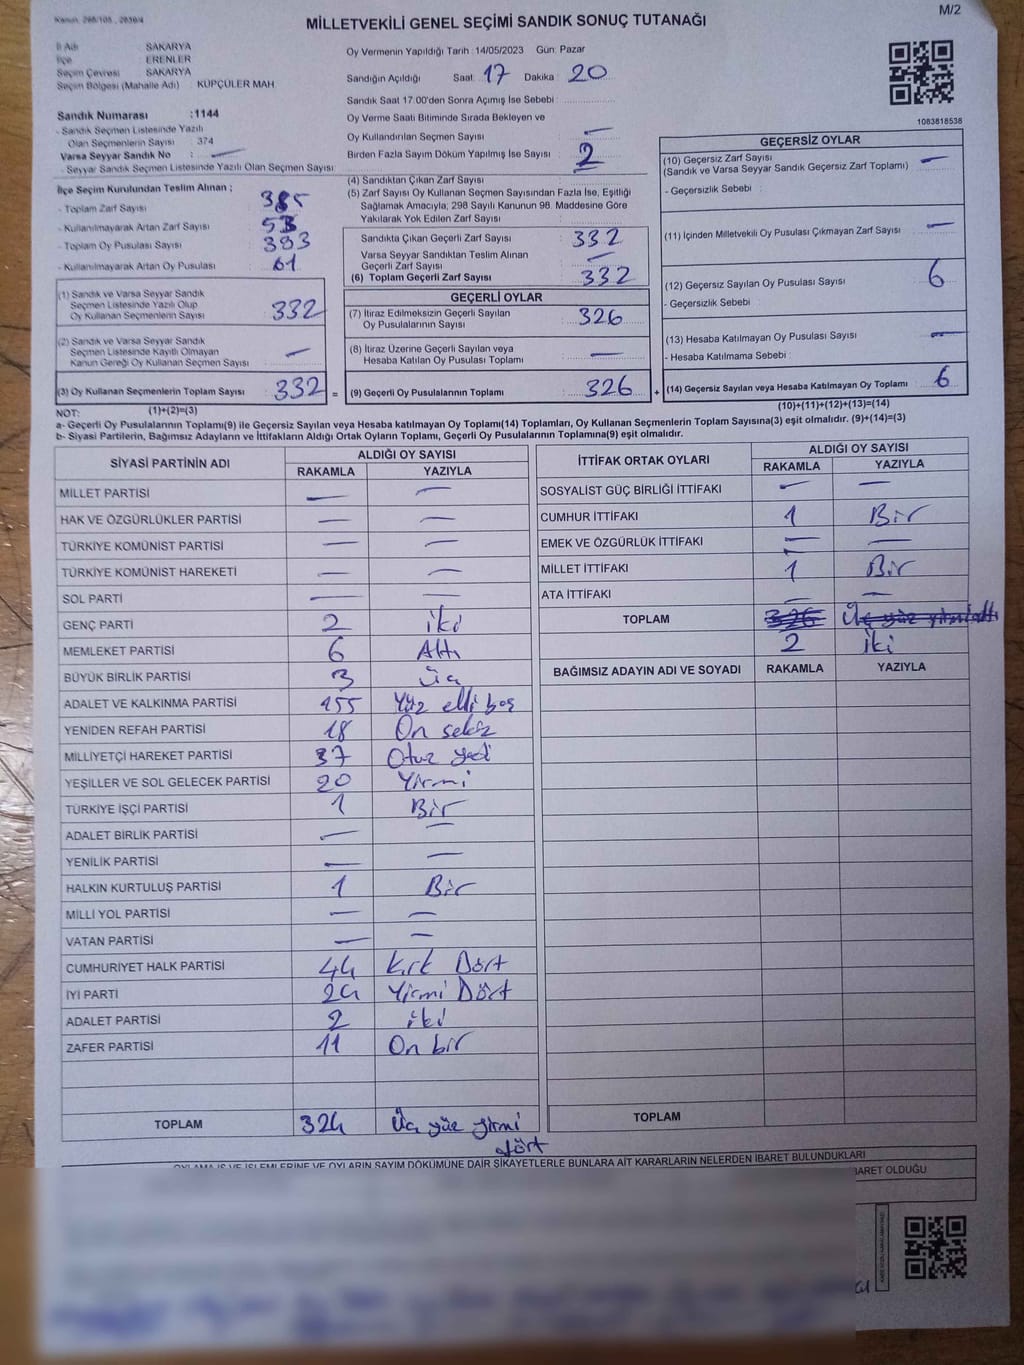 MİLLETVEKİLİ GENEL SEÇİMİ SANDIK SONUÇ TUTANAĞI
M/2
İl Adı SAKARYA
İlçe ERENLER
Seçim Çevresi SAKARYA
Seçim Bölgesi (Mahalle Adı) : KÜPÇÜLER MAH
Sandık Numarası :1144
- Sandık Seçmen Listesinde Yazılı
Olan Seçmenlerin Sayısı : 374
Varsa Seyyar Sandık No : —
- Seyyar Sandık Seçmen Listesinde Yazılı Olan Seçmen Sayısı :
İlçe Seçim Kurulundan Teslim Alınan ;
- Toplam Zarf Sayısı : 385
- Kullanılmayarak Artan Zarf Sayısı : 53
- Toplam Oy Pusulası Sayısı : 393
- Kullanılmayarak Artan Oy Pusulası : 61
(1) Sandık ve Varsa Seyyar Sandık
Seçmen Listesinde Yazılı Olup
Oy Kullanan Seçmenlerin Sayısı : 332
(2) Sandık ve Varsa Seyyar Sandık
Seçmen Listesinde Kayıtlı Olmayan
Kanun Gereği Oy Kullanan Seçmen Sayısı : —
(3) Oy Kullanan Seçmenlerin Toplam Sayısı : 332 =
Oy Vermenin Yapıldığı Tarih : 14/05/2023 Gün: Pazar
Sandığın Açıldığı Saat: 17 Dakika : 20
Sandık Saat 17:00'den Sonra Açımış İse Sebebi :
Oy Verme Saati Bitiminde Sırada Bekleyen ve
Oy Kullandırılan Seçmen Sayısı : —
Birden Fazla Sayım Döküm Yapılmış İse Sayısı : 2
(4) Sandıktan Çıkan Zarf Sayısı :
(5) Zarf Sayısı Oy Kullanan Seçmen Sayısından Fazla İse, Eşitliği
Sağlamak Amacıyla; 298 Sayılı Kanunun 98. Maddesine Göre
Yakılarak Yok Edilen Zarf Sayısı :
Sandıkta Çıkan Geçerli Zarf Sayısı : 332
Varsa Seyyar Sandıktan Teslim Alınan
Geçerli Zarf Sayısı : —
(6) Toplam Geçerli Zarf Sayısı : 332
GEÇERLİ OYLAR
(7) İtiraz Edilmeksizin Geçerli Sayılan
Oy Pusulalarının Sayısı : 326
(8) İtiraz Üzerine Geçerli Sayılan veya
Hesaba Katılan Oy Pusulası Toplamı : —
(9) Geçerli Oy Pusulalarının Toplamı : 326 +
1083818538
GEÇERSİZ OYLAR
(10) Geçersiz Zarf Sayısı : —
(Sandık ve Varsa Seyyar Sandık Geçersiz Zarf Toplamı)
- Geçersizlik Sebebi :
(11) İçinden Milletvekili Oy Pusulası Çıkmayan Zarf Sayısı : —
(12) Geçersiz Sayılan Oy Pusulası Sayısı : 6
- Geçersizlik Sebebi :
(13) Hesaba Katılmayan Oy Pusulası Sayısı : —
- Hesaba Katılmama Sebebi :
(14) Geçersiz Sayılan veya Hesaba Katılmayan Oy Toplamı : 6
NOT: (1)+(2)=(3) (10)+(11)+(12)+(13)=(14)
a- Geçerli Oy Pusulalarının Toplamı(9) ile Geçersiz Sayılan veya Hesaba katılmayan Oy Toplamı(14) Toplamları, Oy Kullanan Seçmenlerin Toplam Sayısına(3) eşit olmalıdır. (9)+(14)=(3)
b- Siyasi Partilerin, Bağımsız Adayların ve İttifakların Aldığı Ortak Oyların Toplamı, Geçerli Oy Pusulalarının Toplamına(9) eşit olmalıdır.
SİYASİ PARTİNİN ADI ALDIĞI OY SAYISI
RAKAMLA YAZIYLA
MİLLET PARTİSİ — —
HAK VE ÖZGÜRLÜKLER PARTİSİ — —
TÜRKİYE KOMÜNİST PARTİSİ — —
TÜRKİYE KOMÜNİST HAREKETİ — —
SOL PARTİ — —
GENÇ PARTİ 2 iki
MEMLEKET PARTİSİ 6 Altı
BÜYÜK BİRLİK PARTİSİ 3 Üç
ADALET VE KALKINMA PARTİSİ 155 Yüz elli beş
YENİDEN REFAH PARTİSİ 18 On sekiz
MİLLİYETÇİ HAREKET PARTİSİ 37 Otuz yedi
YEŞİLLER VE SOL GELECEK PARTİSİ 20 Yirmi
TÜRKİYE İŞÇİ PARTİSİ 1 Bir
ADALET BİRLİK PARTİSİ — —
YENİLİK PARTİSİ — —
HALKIN KURTULUŞ PARTİSİ 1 Bir
MİLLİ YOL PARTİSİ — —
VATAN PARTİSİ — —
CUMHURİYET HALK PARTİSİ 44 Kırk Dört
İYİ PARTİ 24 Yirmi Dört
ADALET PARTİSİ 2 iki
ZAFER PARTİSİ 11 On bir
TOPLAM 324 Üç yüz yirmi
dört
İTTİFAK ORTAK OYLARI ALDIĞI OY SAYISI
RAKAMLA YAZIYLA
SOSYALİST GÜÇ BİRLİĞİ İTTİFAKI — —
CUMHUR İTTİFAKI 1 Bir
EMEK VE ÖZGÜRLÜK İTTİFAKI — —
MİLLET İTTİFAKI 1 Bir
ATA İTTİFAKI — —
TOPLAM 326 Üç yüz yirmi altı
2 iki
BAĞIMSIZ ADAYIN ADI VE SOYADI RAKAMLA YAZIYLA
TOPLAM
OYLAMA İŞ VE İŞLEMLERİNE VE OYLARIN SAYIM DÖKÜMÜNE DAİR ŞİKAYETLERLE BUNLARA AİT KARARLARIN NELERDEN İBARET BULUNDUKLARI
İBARET OLDUĞU